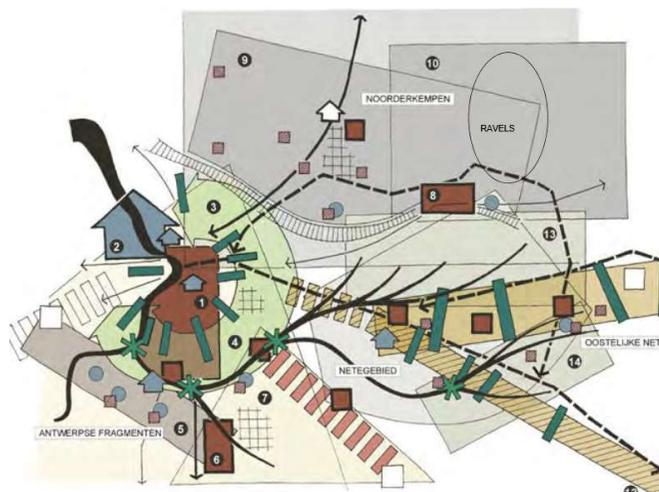 9
10
NOORDERKEMPEN
RAVELS
3
8
2
13
1
OOSTELIJKE NET
4
14
NETEGEBIED
7
ANTWERPSE FRAGMENTEN
5
6